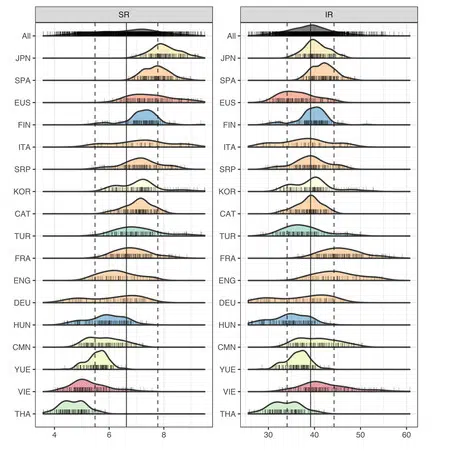 SR IR
All
JPN
SPA
EUS
FIN
ITA
SRP
KOR
CAT
TUR
FRA
ENG
DEU
HUN
CMN
YUE
VIE
THA
All
JPN
SPA
EUS
FIN
ITA
SRP
KOR
CAT
TUR
FRA
ENG
DEU
HUN
CMN
YUE
VIE
THA
4 6 8 30 40 50 60